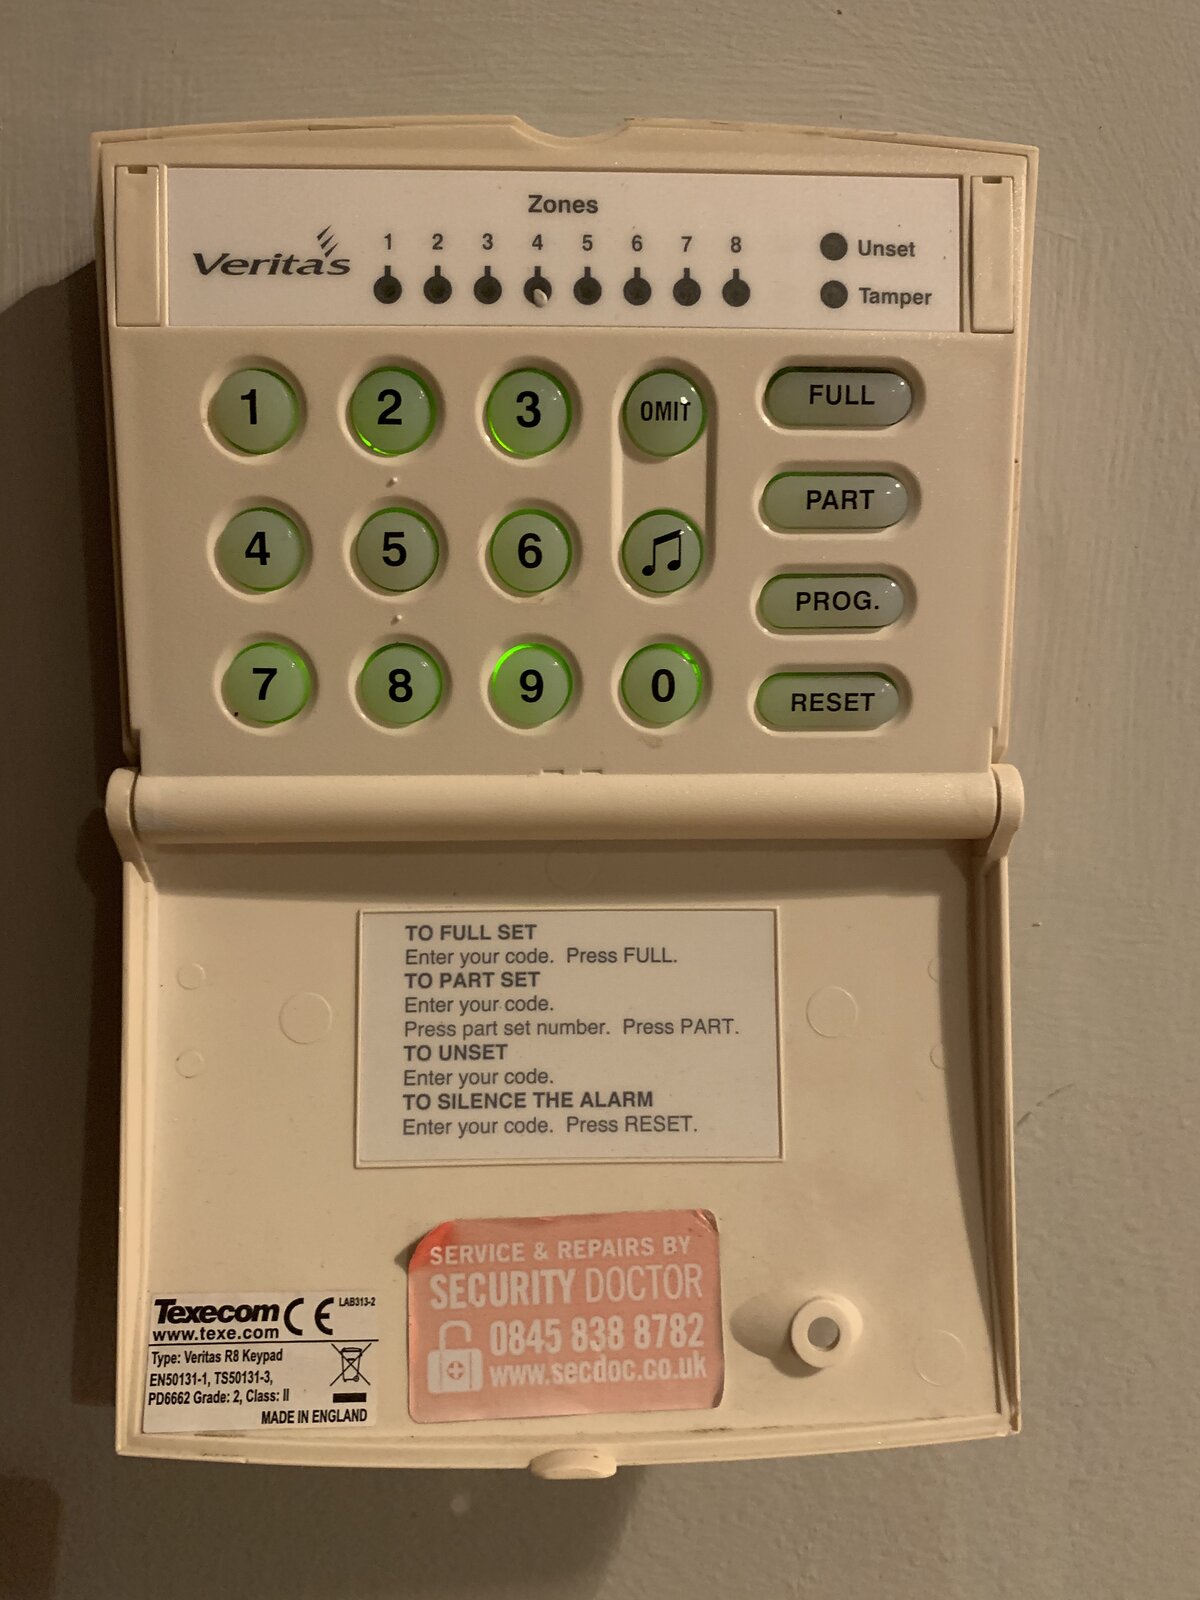 Zones
1 2 3 4 5 6 7 8
Veritas
Unset
Tamper
1 2 3 OMIT FULL
PART
4 5 6
PROG.
7 8 9 0 RESET
TO FULL SET
Enter your code. Press FULL.
TO PART SET
Enter your code.
Press part set number. Press PART.
TO UNSET
Enter your code.
TO SILENCE THE ALARM
Enter your code. Press RESET.
SERVICE & REPAIRS BY
SECURITY DOCTOR
0845 838 8782
www.secdoc.co.uk
Texecom CE LAB313-2
www.texe.com
Type: Veritas R8 Keypad
EN50131-1, TS50131-3,
PD6662 Grade: 2, Class: II
MADE IN ENGLAND